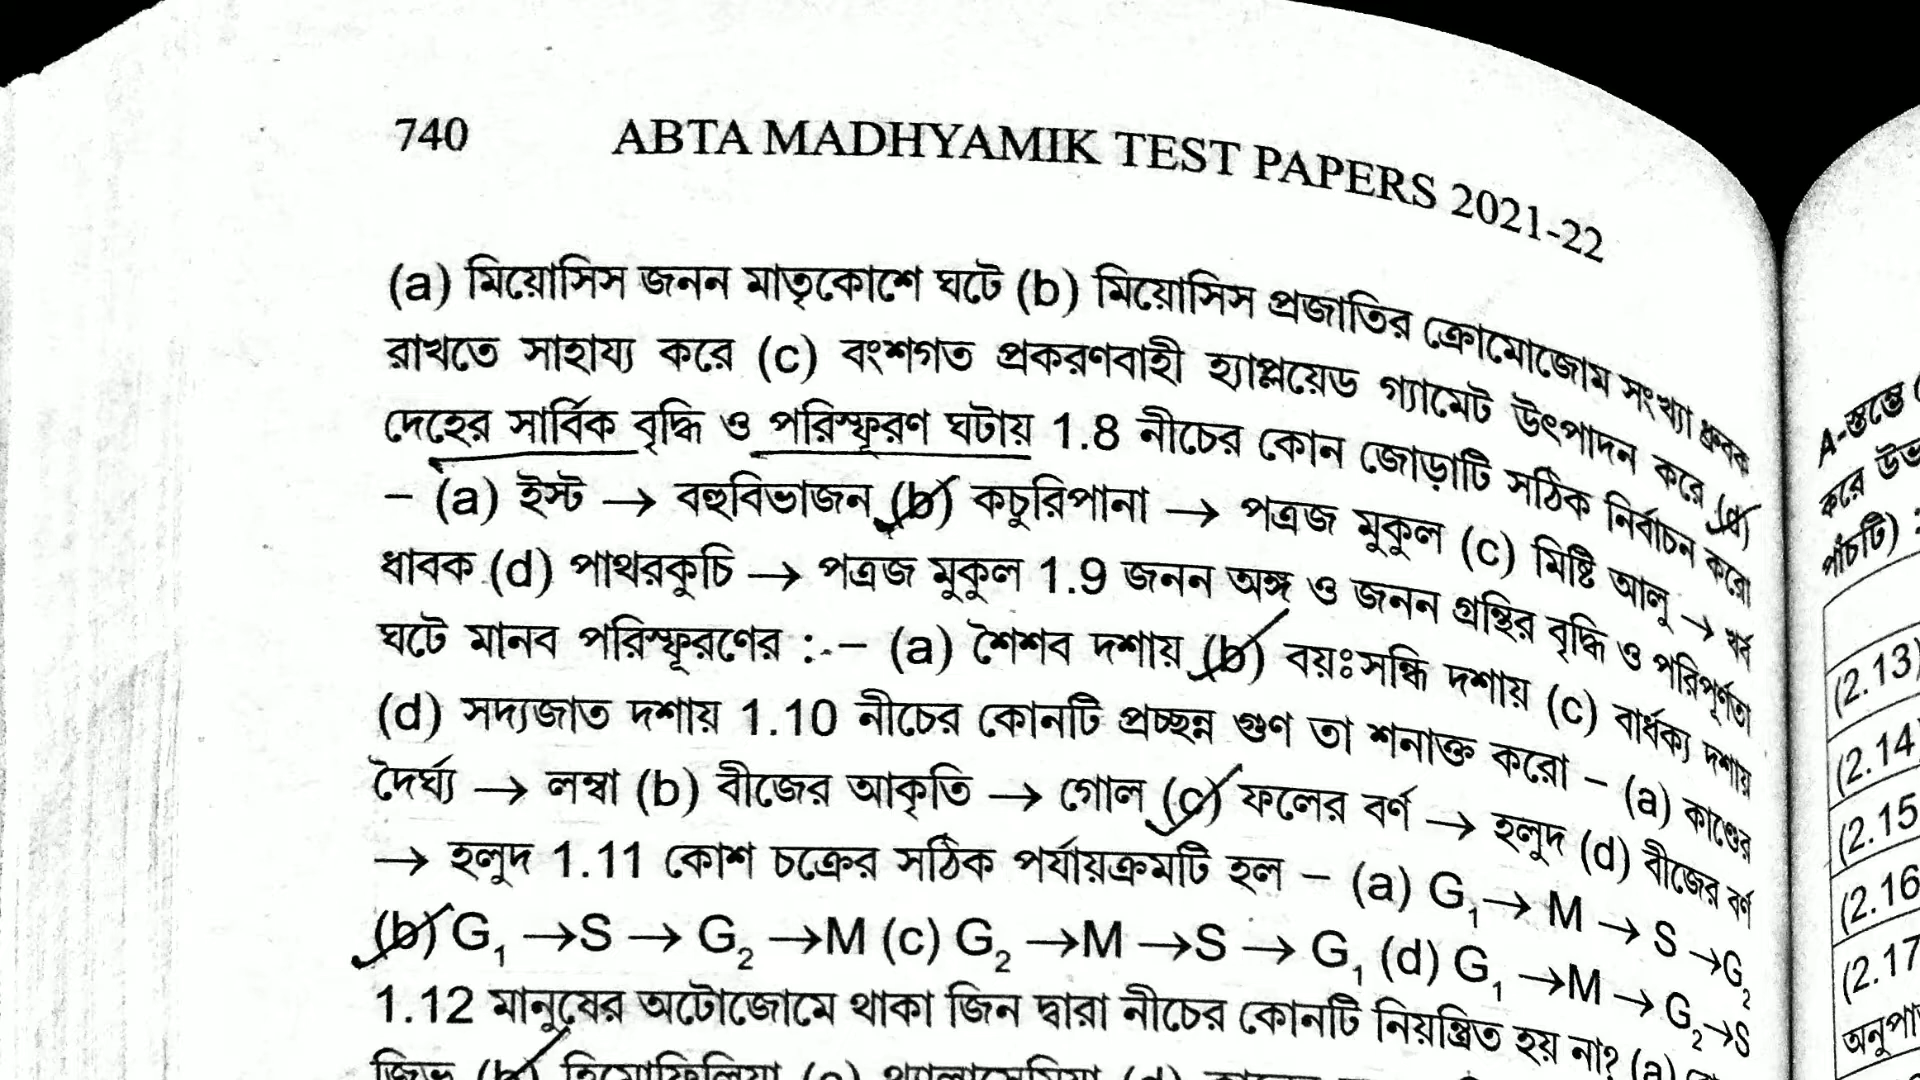 740 ABTA MADHYAMIK TEST PAPERS 2021-22
(a) মিয়োসিস জনন মাতৃকোশে ঘটে (b) মিয়োসিস প্রজাতির ক্রোমোজোম সংখ্যা ধ্রুবক
রাখতে সাহায্য করে (c) বংশগত প্রকরণবাহী হ্যাপ্লয়েড গ্যামেট উৎপাদন করে (d)
দেহের সার্বিক বৃদ্ধি ও পরিস্ফূরণ ঘটায় 1.8 নীচের কোন জোড়াটি সঠিক নির্বাচন করো
– (a) ইস্ট → বহুবিভাজন (b) কচুরিপানা → পত্রজ মুকুল (c) মিষ্টি আলু → খর্ব
ধাবক (d) পাথরকুচি → পত্রজ মুকুল 1.9 জনন অঙ্গ ও জনন গ্রন্থির বৃদ্ধি ও পরিপূর্ণতা
ঘটে মানব পরিস্ফূরণের :- – (a) শৈশব দশায় (b) বয়ঃসন্ধি দশায় (c) বার্ধক্য দশায়
(d) সদ্যজাত দশায় 1.10 নীচের কোনটি প্রচ্ছন্ন গুণ তা শনাক্ত করো – (a) কাণ্ডের
দৈর্ঘ্য → লম্বা (b) বীজের আকৃতি → গোল (c) ফলের বর্ণ → হলুদ (d) বীজের বর্ণ
→ হলুদ 1.11 কোশ চক্রের সঠিক পর্যায়ক্রমটি হল – (a) G₁→ M → S →G₂
(b) G₁ →S → G₂ →M (c) G₂ →M →S → G₁ (d) G₁ →M → G₂→S
1.12 মানুষের অটোজোমে থাকা জিন দ্বারা নীচের কোনটি নিয়ন্ত্রিত হয় না? (a)
জিভ (b) হিমোফিলিয়া (c) থ্যালাসেমিয়া (d)
A-স্তম্ভে
করে
পাঁচটি) :
(2.13)
(2.14)
(2.15
(2.16
(2.17